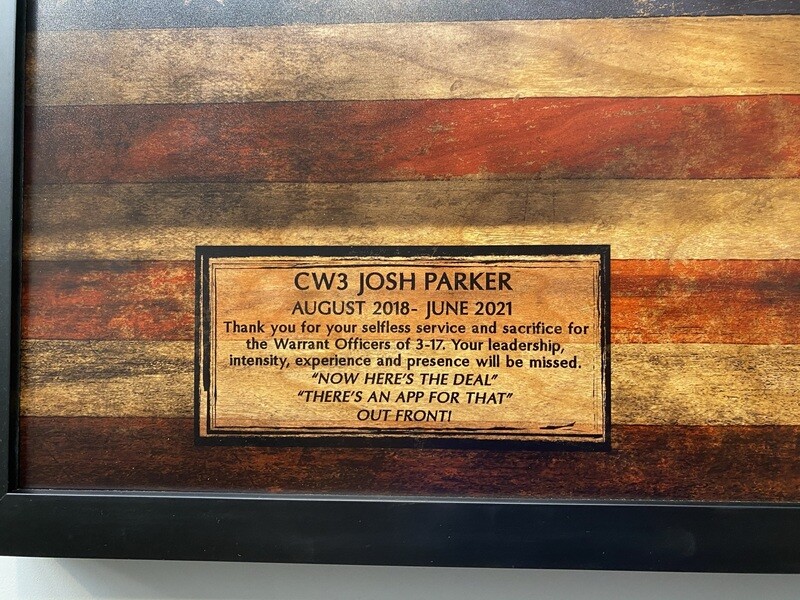 CW3 JOSH PARKER
AUGUST 2018- JUNE 2021
Thank you for your selfless service and sacrifice for
the Warrant Officers of 3-17. Your leadership,
intensity, experience and presence will be missed.
"NOW HERE'S THE DEAL"
"THERE'S AN APP FOR THAT"
OUT FRONT!